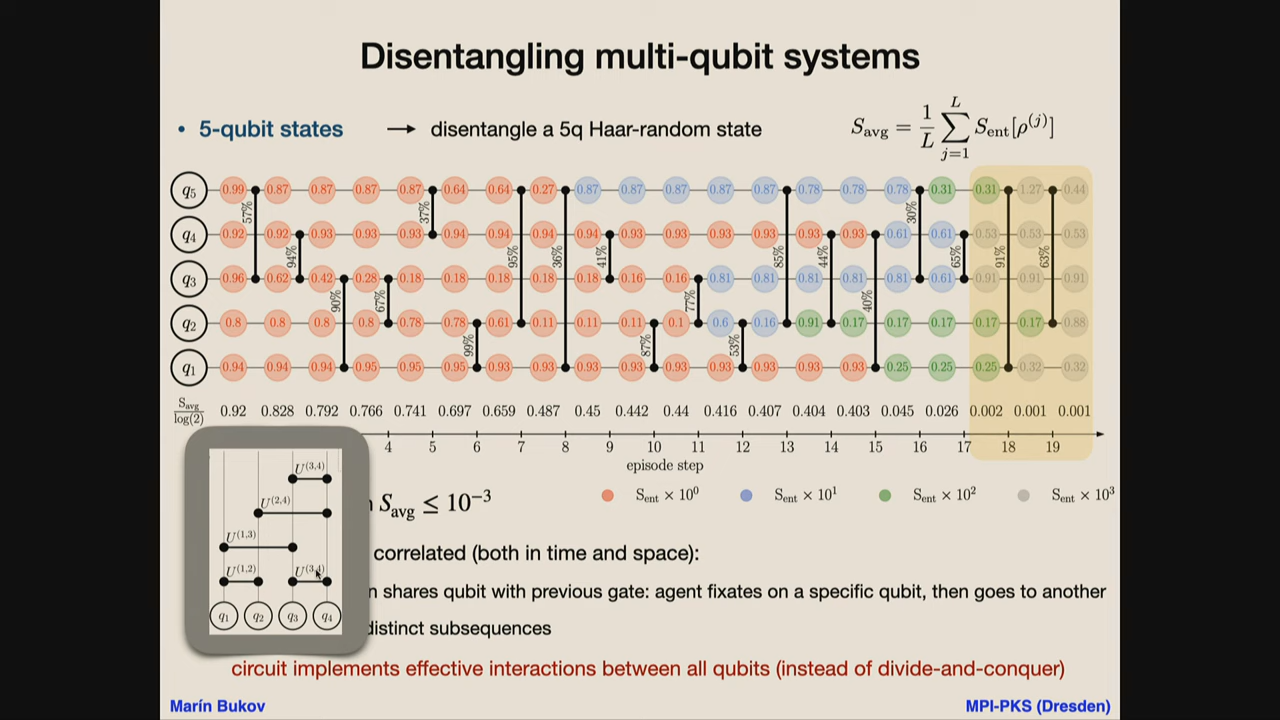 Disentangling multi-qubit systems
• 5-qubit states → disentangle a 5q Haar-random state
S_avg = 1/L ∑_{j=1}^{L} S_ent[ρ^(j)]
q5 0.99 0.87 0.87 0.87 0.87 0.64 0.64 0.27 0.87 0.87 0.87 0.87 0.87 0.78 0.78 0.78 0.31 0.31 1.27 0.44
57% 37% 95% 36% 85% 30% 91% 63%
q4 0.92 0.92 0.93 0.93 0.93 0.94 0.94 0.94 0.94 0.93 0.93 0.93 0.93 0.93 0.93 0.61 0.61 0.53 0.53 0.53
94% 41% 44% 65%
q3 0.96 0.62 0.42 0.28 0.18 0.18 0.18 0.18 0.18 0.16 0.16 0.81 0.81 0.81 0.81 0.81 0.61 0.91 0.91 0.91
90% 67% 77% 40%
q2 0.8 0.8 0.8 0.8 0.78 0.78 0.61 0.11 0.11 0.11 0.1 0.6 0.16 0.91 0.17 0.17 0.17 0.17 0.17 0.88
99% 87% 53%
q1 0.94 0.94 0.94 0.95 0.95 0.95 0.93 0.93 0.93 0.93 0.93 0.93 0.93 0.93 0.93 0.25 0.25 0.25 0.32 0.32
S_avg/log(2) 0.92 0.828 0.792 0.766 0.741 0.697 0.659 0.487 0.45 0.442 0.44 0.416 0.407 0.404 0.403 0.045 0.026 0.002 0.001 0.001
4 5 6 7 8 9 10 11 12 13 14 15 16 17 18 19
episode step
S_ent × 10^0 S_ent × 10^1 S_ent × 10^2 S_ent × 10^3
S_avg ≤ 10^−3
correlated (both in time and space):
n shares qubit with previous gate: agent fixates on a specific qubit, then goes to another
distinct subsequences
U^(3,4)
U^(2,4)
U^(1,3)
U^(1,2) U^(3,4)
q1 q2 q3 q4
circuit implements effective interactions between all qubits (instead of divide-and-conquer)
Marín Bukov MPI-PKS (Dresden)